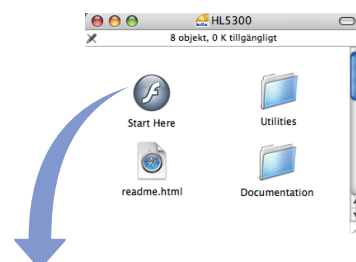 HL5300
8 objekt, 0 K tillgängligt
Start Here
Utilities
readme.html
Documentation